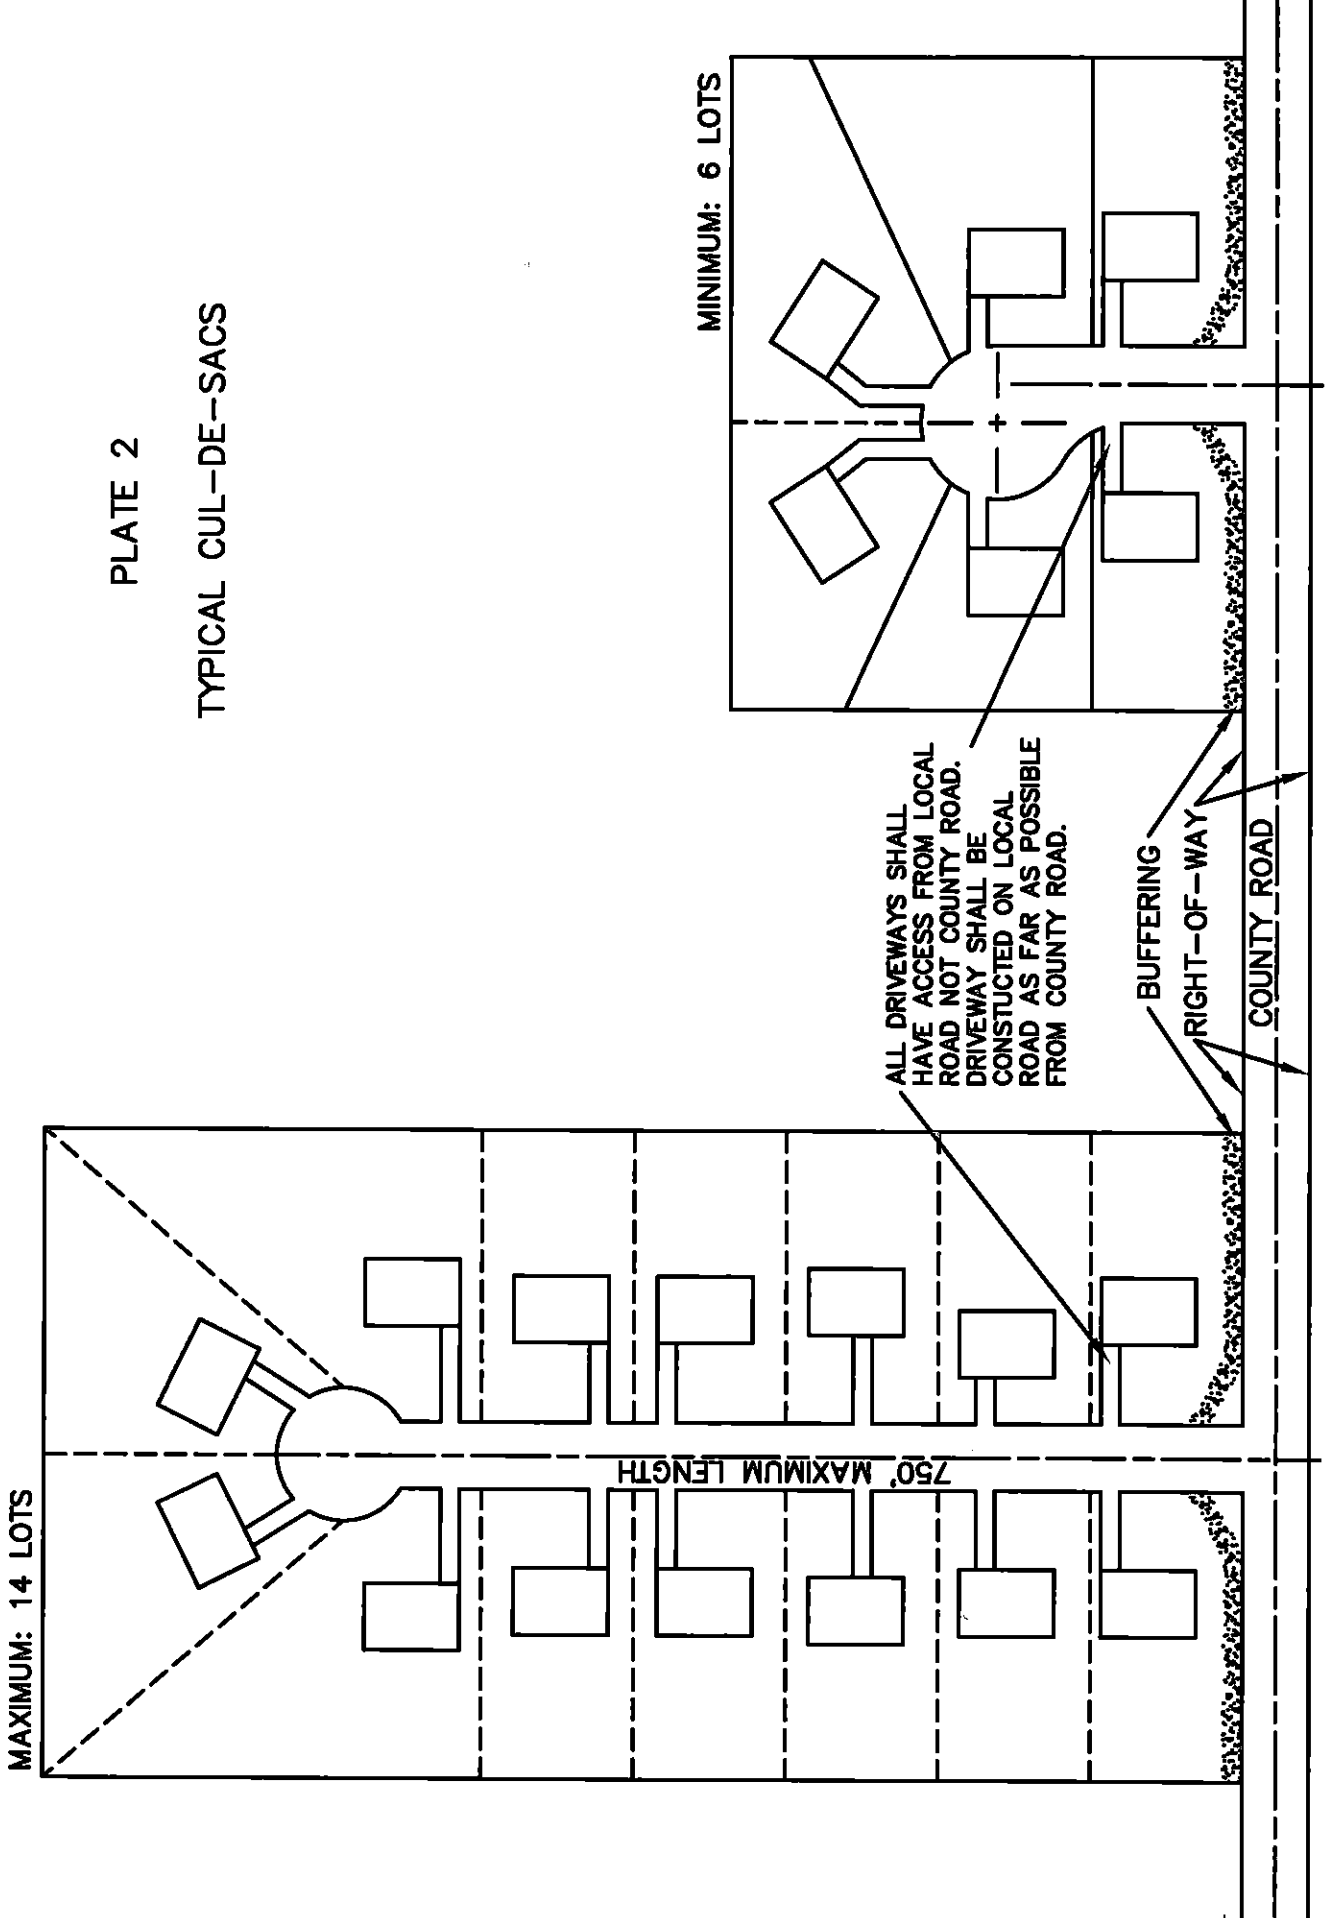 PLATE 2
TYPICAL CUL-DE-SACS
MAXIMUM: 14 LOTS
MINIMUM: 6 LOTS
750' MAXIMUM LENGTH
ALL DRIVEWAYS SHALL
HAVE ACCESS FROM LOCAL
ROAD NOT COUNTY ROAD.
DRIVEWAY SHALL BE
CONSTUCTED ON LOCAL
ROAD AS FAR AS POSSIBLE
FROM COUNTY ROAD.
BUFFERING
RIGHT-OF-WAY
COUNTY ROAD